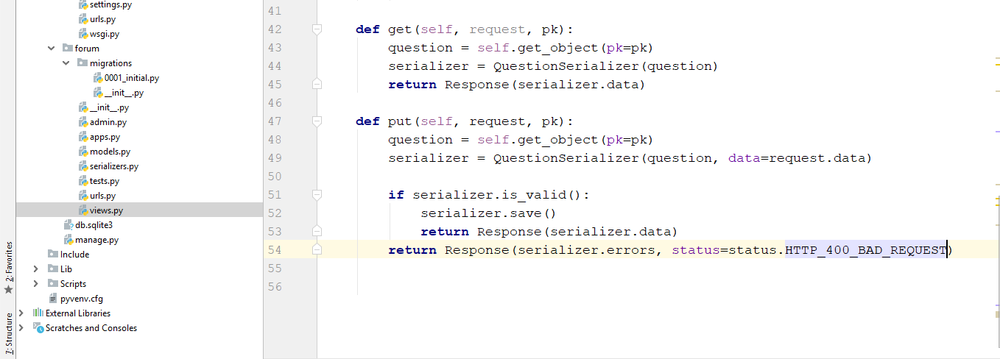 settings.py
urls.py
wsgi.py
forum
migrations
0001_initial.py
__init__.py
__init__.py
admin.py
apps.py
models.py
serializers.py
tests.py
urls.py
views.py
db.sqlite3
manage.py
Include
Lib
Scripts
pyvenv.cfg
External Libraries
Scratches and Consoles
2: Favorites
7: Structure
41
42 def get(self, request, pk):
43 question = self.get_object(pk=pk)
44 serializer = QuestionSerializer(question)
45 return Response(serializer.data)
46
47 def put(self, request, pk):
48 question = self.get_object(pk=pk)
49 serializer = QuestionSerializer(question, data=request.data)
50
51 if serializer.is_valid():
52 serializer.save()
53 return Response(serializer.data)
54 return Response(serializer.errors, status=status.HTTP_400_BAD_REQUEST)
55
56